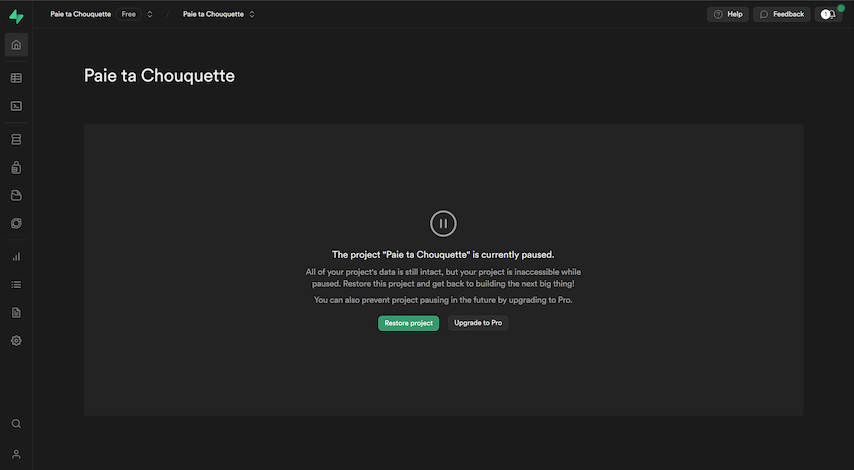 Paie ta Chouquette Free / Paie ta Chouquette Help Feedback 1
Paie ta Chouquette
The project "Paie ta Chouquette" is currently paused.
All of your project's data is still intact, but your project is inaccessible while
paused. Restore this project and get back to building the next big thing!
You can also prevent project pausing in the future by upgrading to Pro.
Restore project Upgrade to Pro